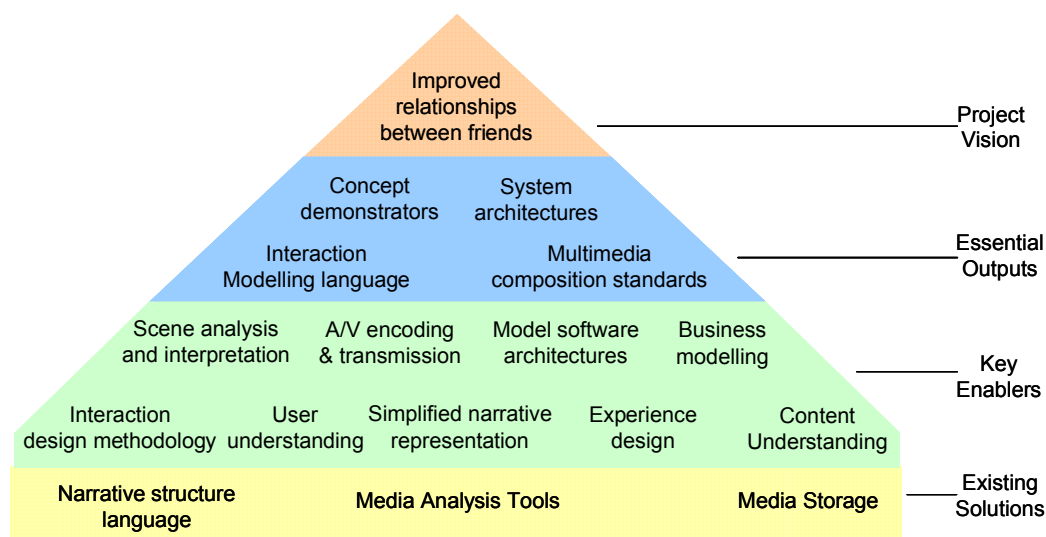 Improved
relationships
between friends
Project
Vision
Concept
demonstrators
System
architectures
Interaction
Modelling language
Multimedia
composition standards
Essential
Outputs
Scene analysis
and interpretation
A/V encoding
& transmission
Model software
architectures
Business
modelling
Key
Enablers
Interaction
design methodology
User
understanding
Simplified narrative
representation
Experience
design
Content
Understanding
Narrative structure
language
Media Analysis Tools
Media Storage
Existing
Solutions